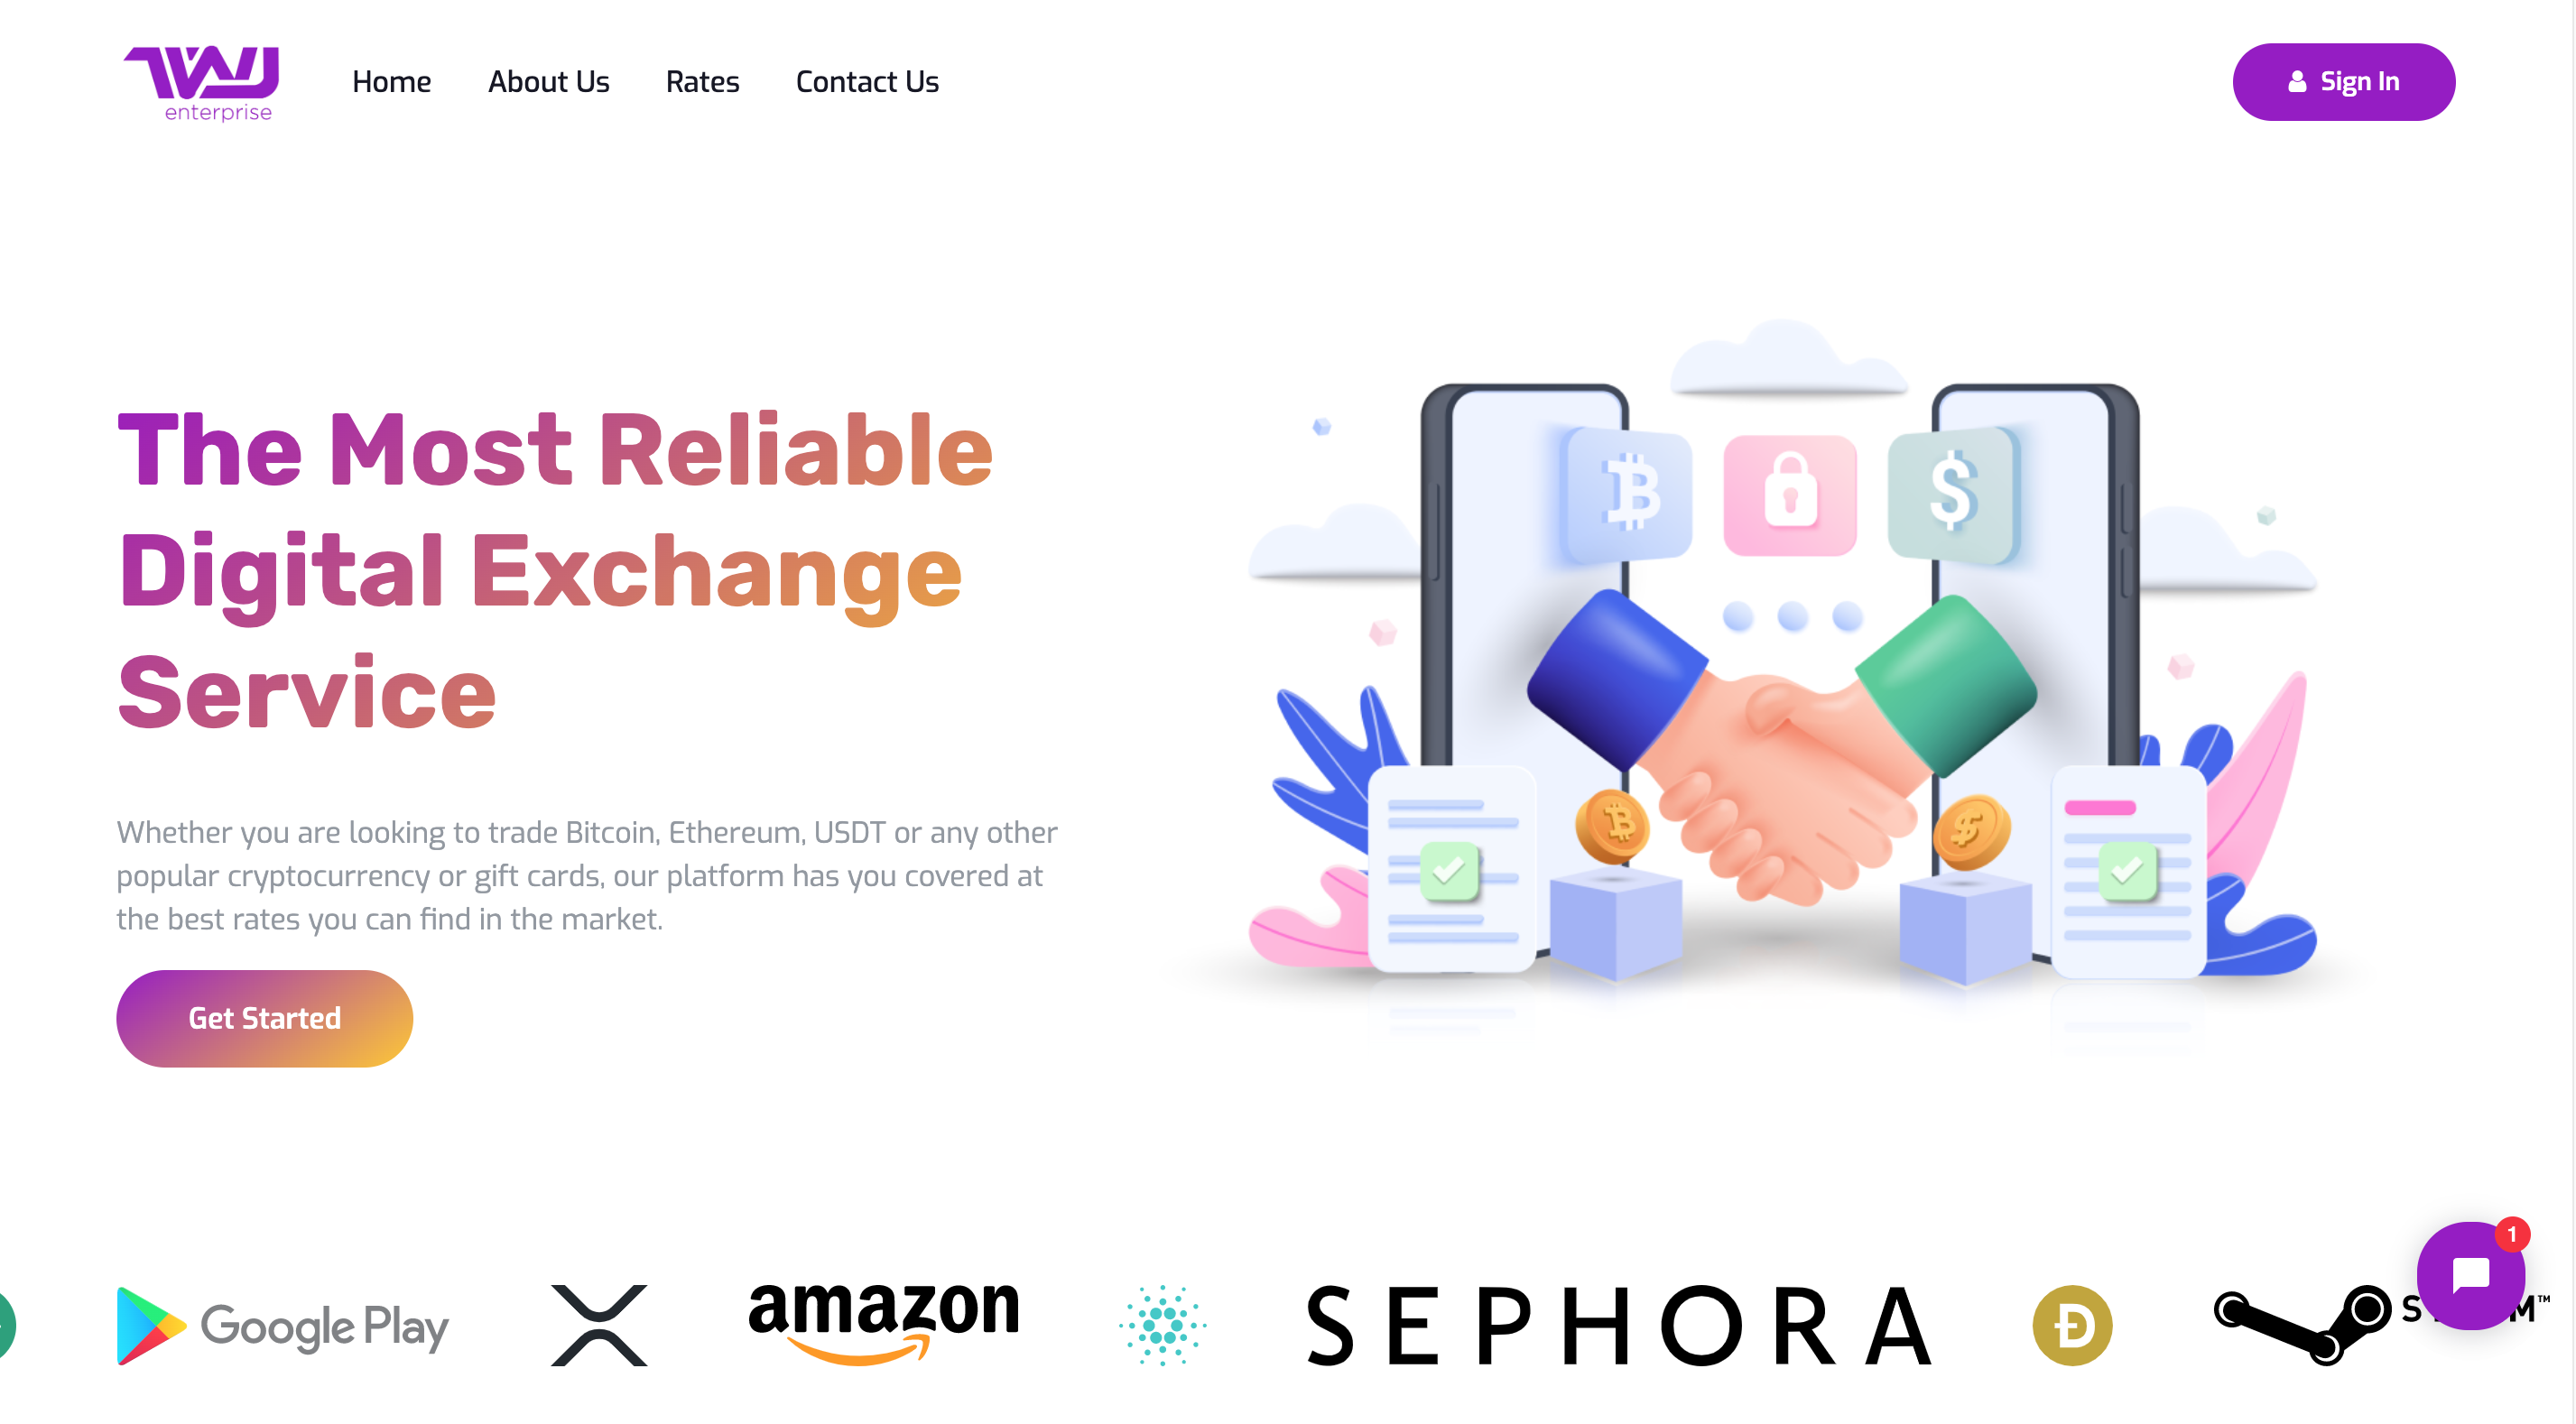 TWJ
enterprise
Home
About Us
Rates
Contact Us
Sign In
The Most Reliable
Digital Exchange
Service
Whether you are looking to trade Bitcoin, Ethereum, USDT or any other
popular cryptocurrency or gift cards, our platform has you covered at
the best rates you can find in the market.
Get Started
1
Google Play
amazon
SEPHORA